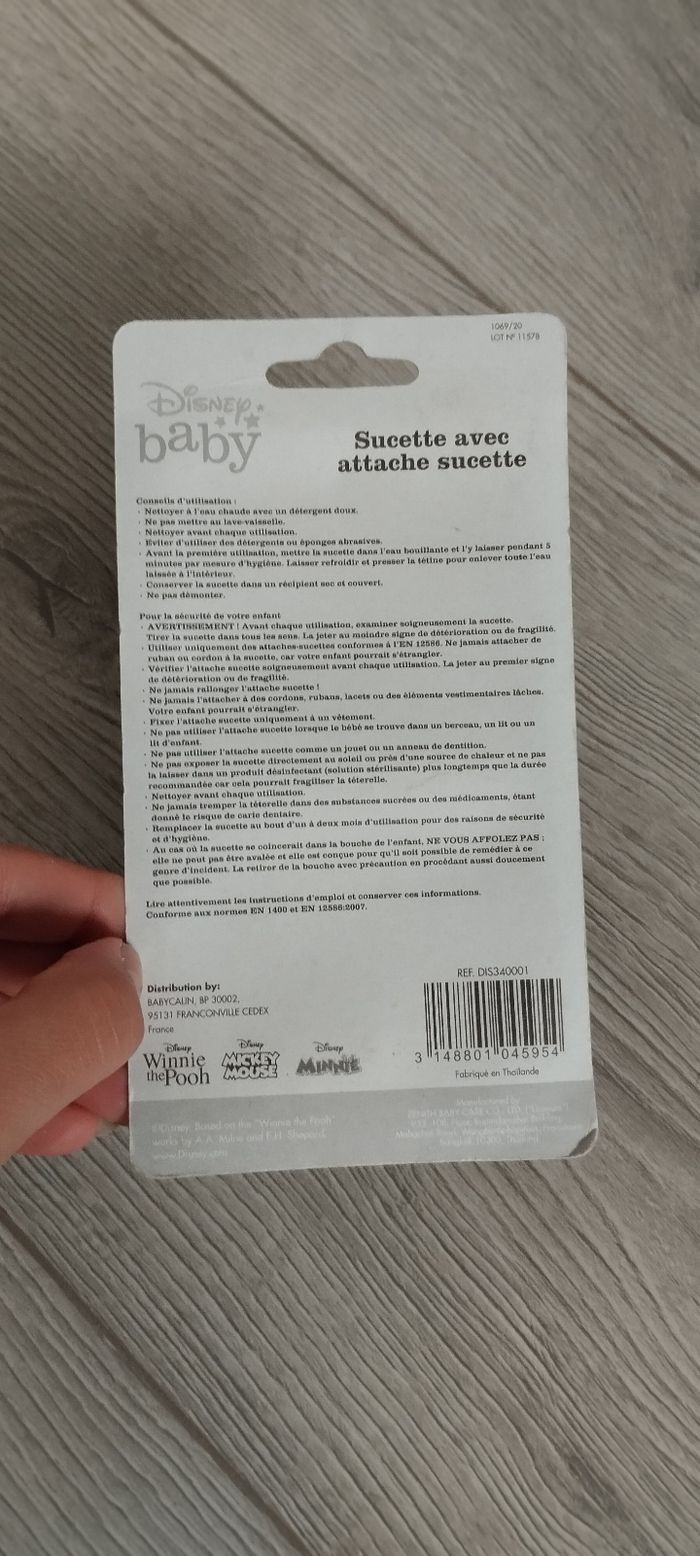 1069/20
LOT Nº 11578
Disney
baby
Sucette avec
attache sucette
Conseils d'utilisation :
· Nettoyer à l'eau chaude avec un détergent doux.
· Ne pas mettre au lave-vaisselle.
· Nettoyer avant chaque utilisation.
· Éviter d'utiliser des détergents ou éponges abrasives.
· Avant la première utilisation, mettre la sucette dans l'eau bouillante et l'y laisser pendant 5
minutes par mesure d'hygiène. Laisser refroidir et presser la tétine pour enlever toute l'eau
laissée à l'intérieur.
· Conserver la sucette dans un récipient sec et couvert.
· Ne pas démonter.
Pour la sécurité de votre enfant
· AVERTISSEMENT ! Avant chaque utilisation, examiner soigneusement la sucette.
Tirer la sucette dans tous les sens. La jeter au moindre signe de détérioration ou de fragilité.
· Utiliser uniquement des attaches-sucettes conformes à l'EN 12586. Ne jamais attacher de
ruban ou cordon à la sucette, car votre enfant pourrait s'étrangler.
· Vérifier l'attache sucette soigneusement avant chaque utilisation. La jeter au premier signe
de détérioration ou de fragilité.
· Ne jamais rallonger l'attache sucette !
· Ne jamais l'attacher à des cordons, rubans, lacets ou des éléments vestimentaires lâches.
Votre enfant pourrait s'étrangler.
· Fixer l'attache sucette uniquement à un vêtement.
· Ne pas utiliser l'attache sucette lorsque le bébé se trouve dans un berceau, un lit ou un
lit d'enfant.
· Ne pas utiliser l'attache sucette comme un jouet ou un anneau de dentition.
· Ne pas exposer la sucette directement au soleil ou près d'une source de chaleur et ne pas
la laisser dans un produit désinfectant (solution stérilisante) plus longtemps que la durée
recommandée car cela pourrait fragiliser la téterelle.
· Nettoyer avant chaque utilisation.
· Ne jamais tremper la téterelle dans des substances sucrées ou des médicaments, étant
donné le risque de carie dentaire.
· Remplacer la sucette au bout d'un à deux mois d'utilisation pour des raisons de sécurité
et d'hygiène.
· Au cas où la sucette se coincerait dans la bouche de l'enfant, NE VOUS AFFOLEZ PAS :
elle ne peut pas être avalée et elle est conçue pour qu'il soit possible de remédier à ce
genre d'incident. La retirer de la bouche avec précaution en procédant aussi doucement
que possible.
Lire attentivement les instructions d'emploi et conserver ces informations.
Conforme aux normes EN 1400 et EN 12586:2007.
REF. DIS340001
Distribution by:
BABYCALIN, BP 30002,
95131 FRANCONVILLE CEDEX
France
3 148801 045954
Fabriqué en Thaïlande
Disney
Winnie
the Pooh
Disney
MICKEY
MOUSE
Disney
MINNIE
©Disney. Based on the "Winnie the Pooh"
works by A.A. Milne and E.H. Shepard.
www.Disney.com
Manufactured by
ZENITH BABY CARE CO., LTD.
Bangkok 10300, Thailand